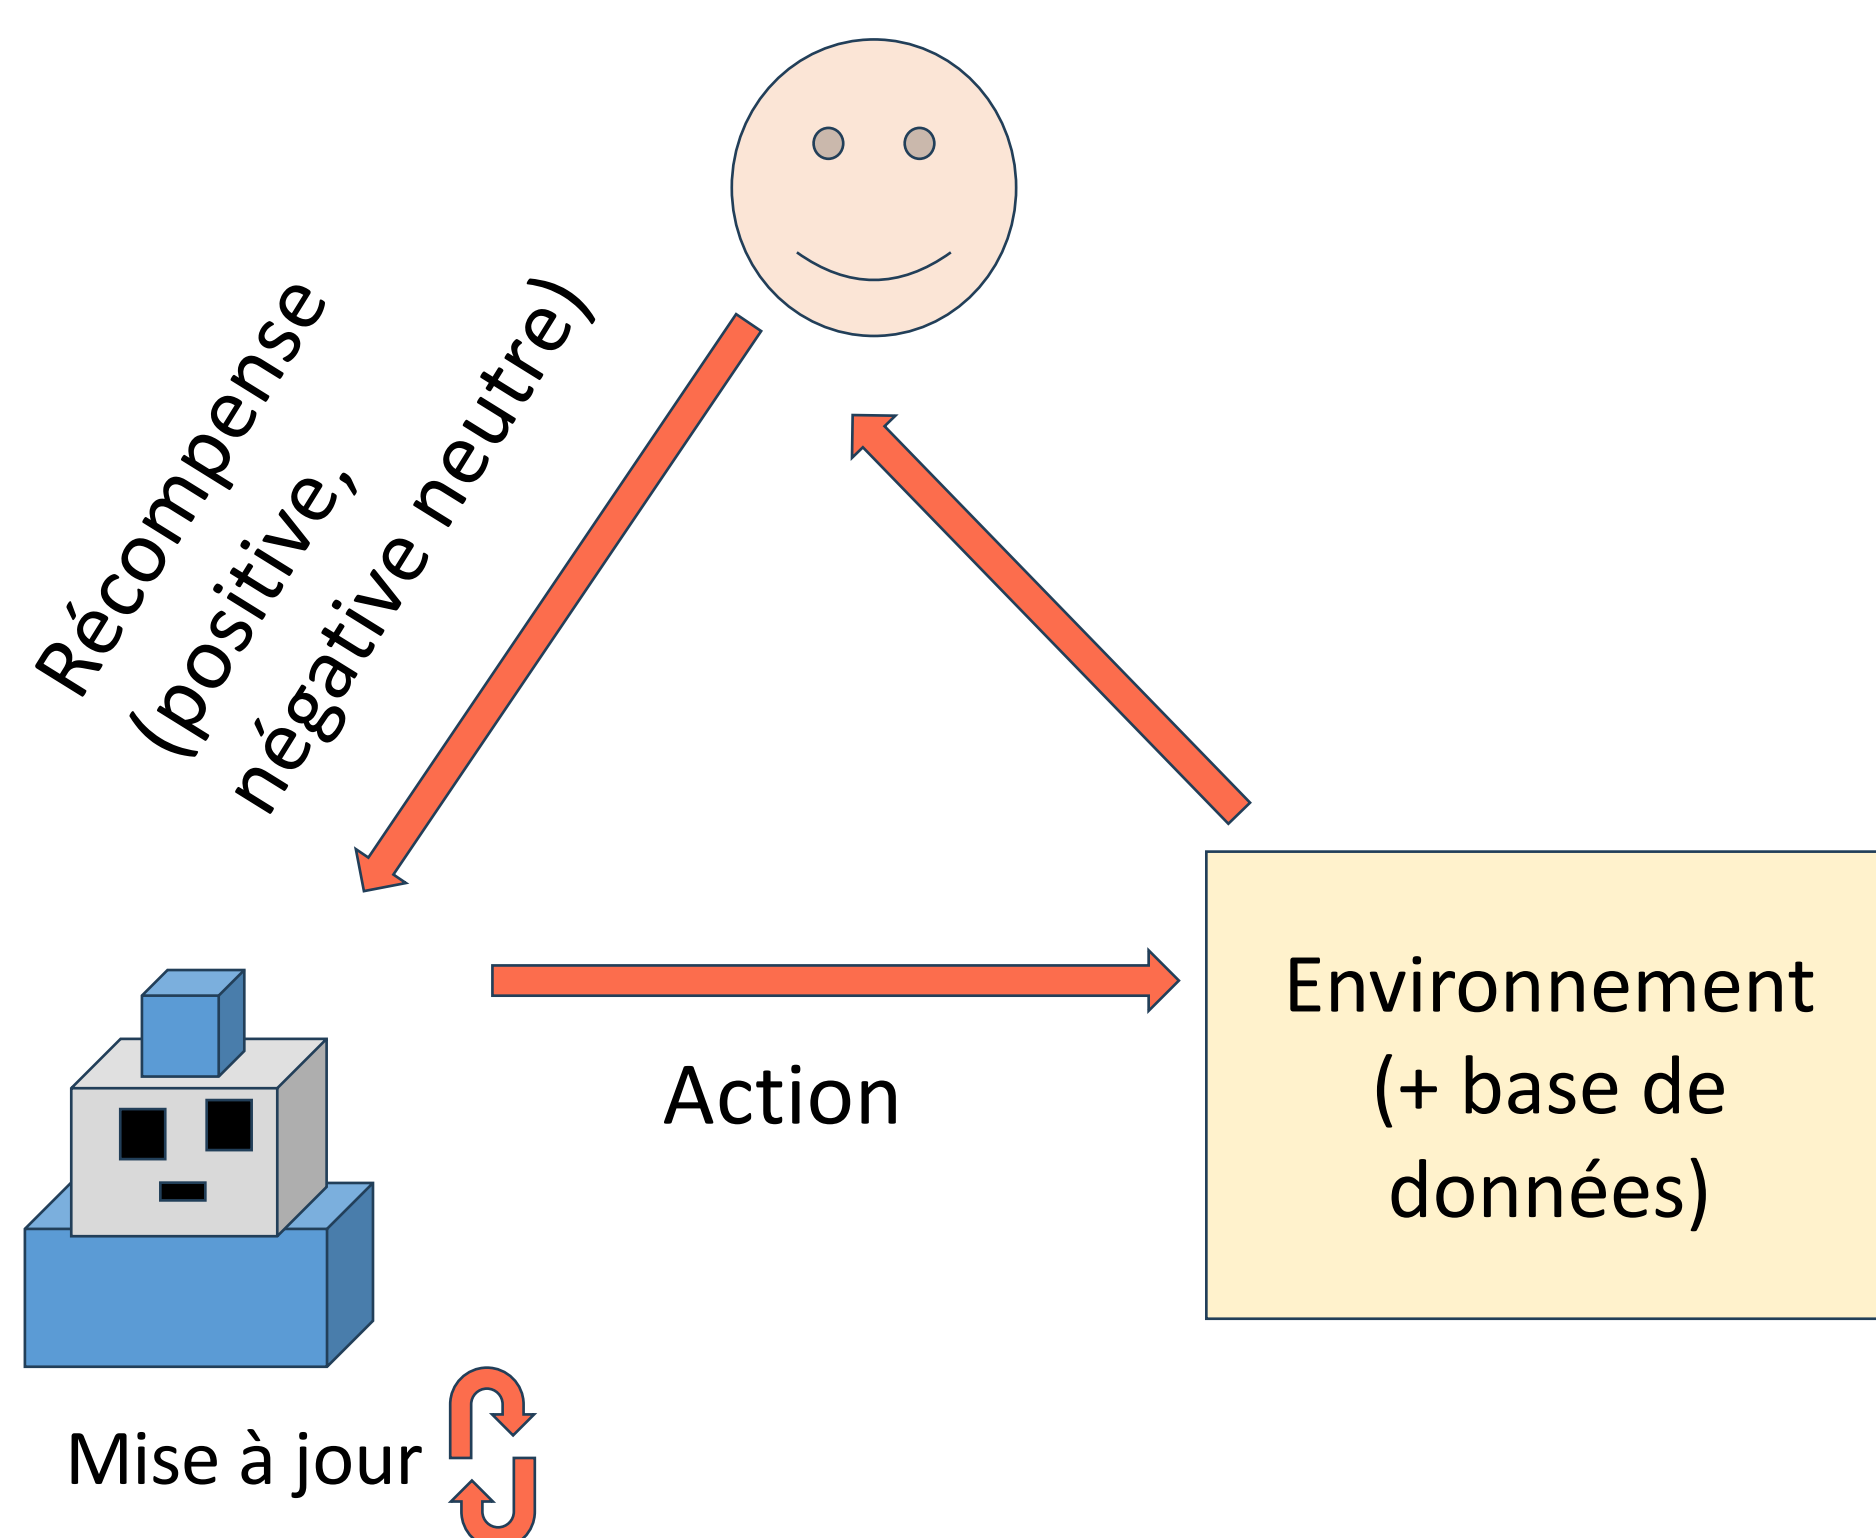 Récompense
(positive,
négative neutre)
Action
Environnement
(+ base de
données)
Mise à jour